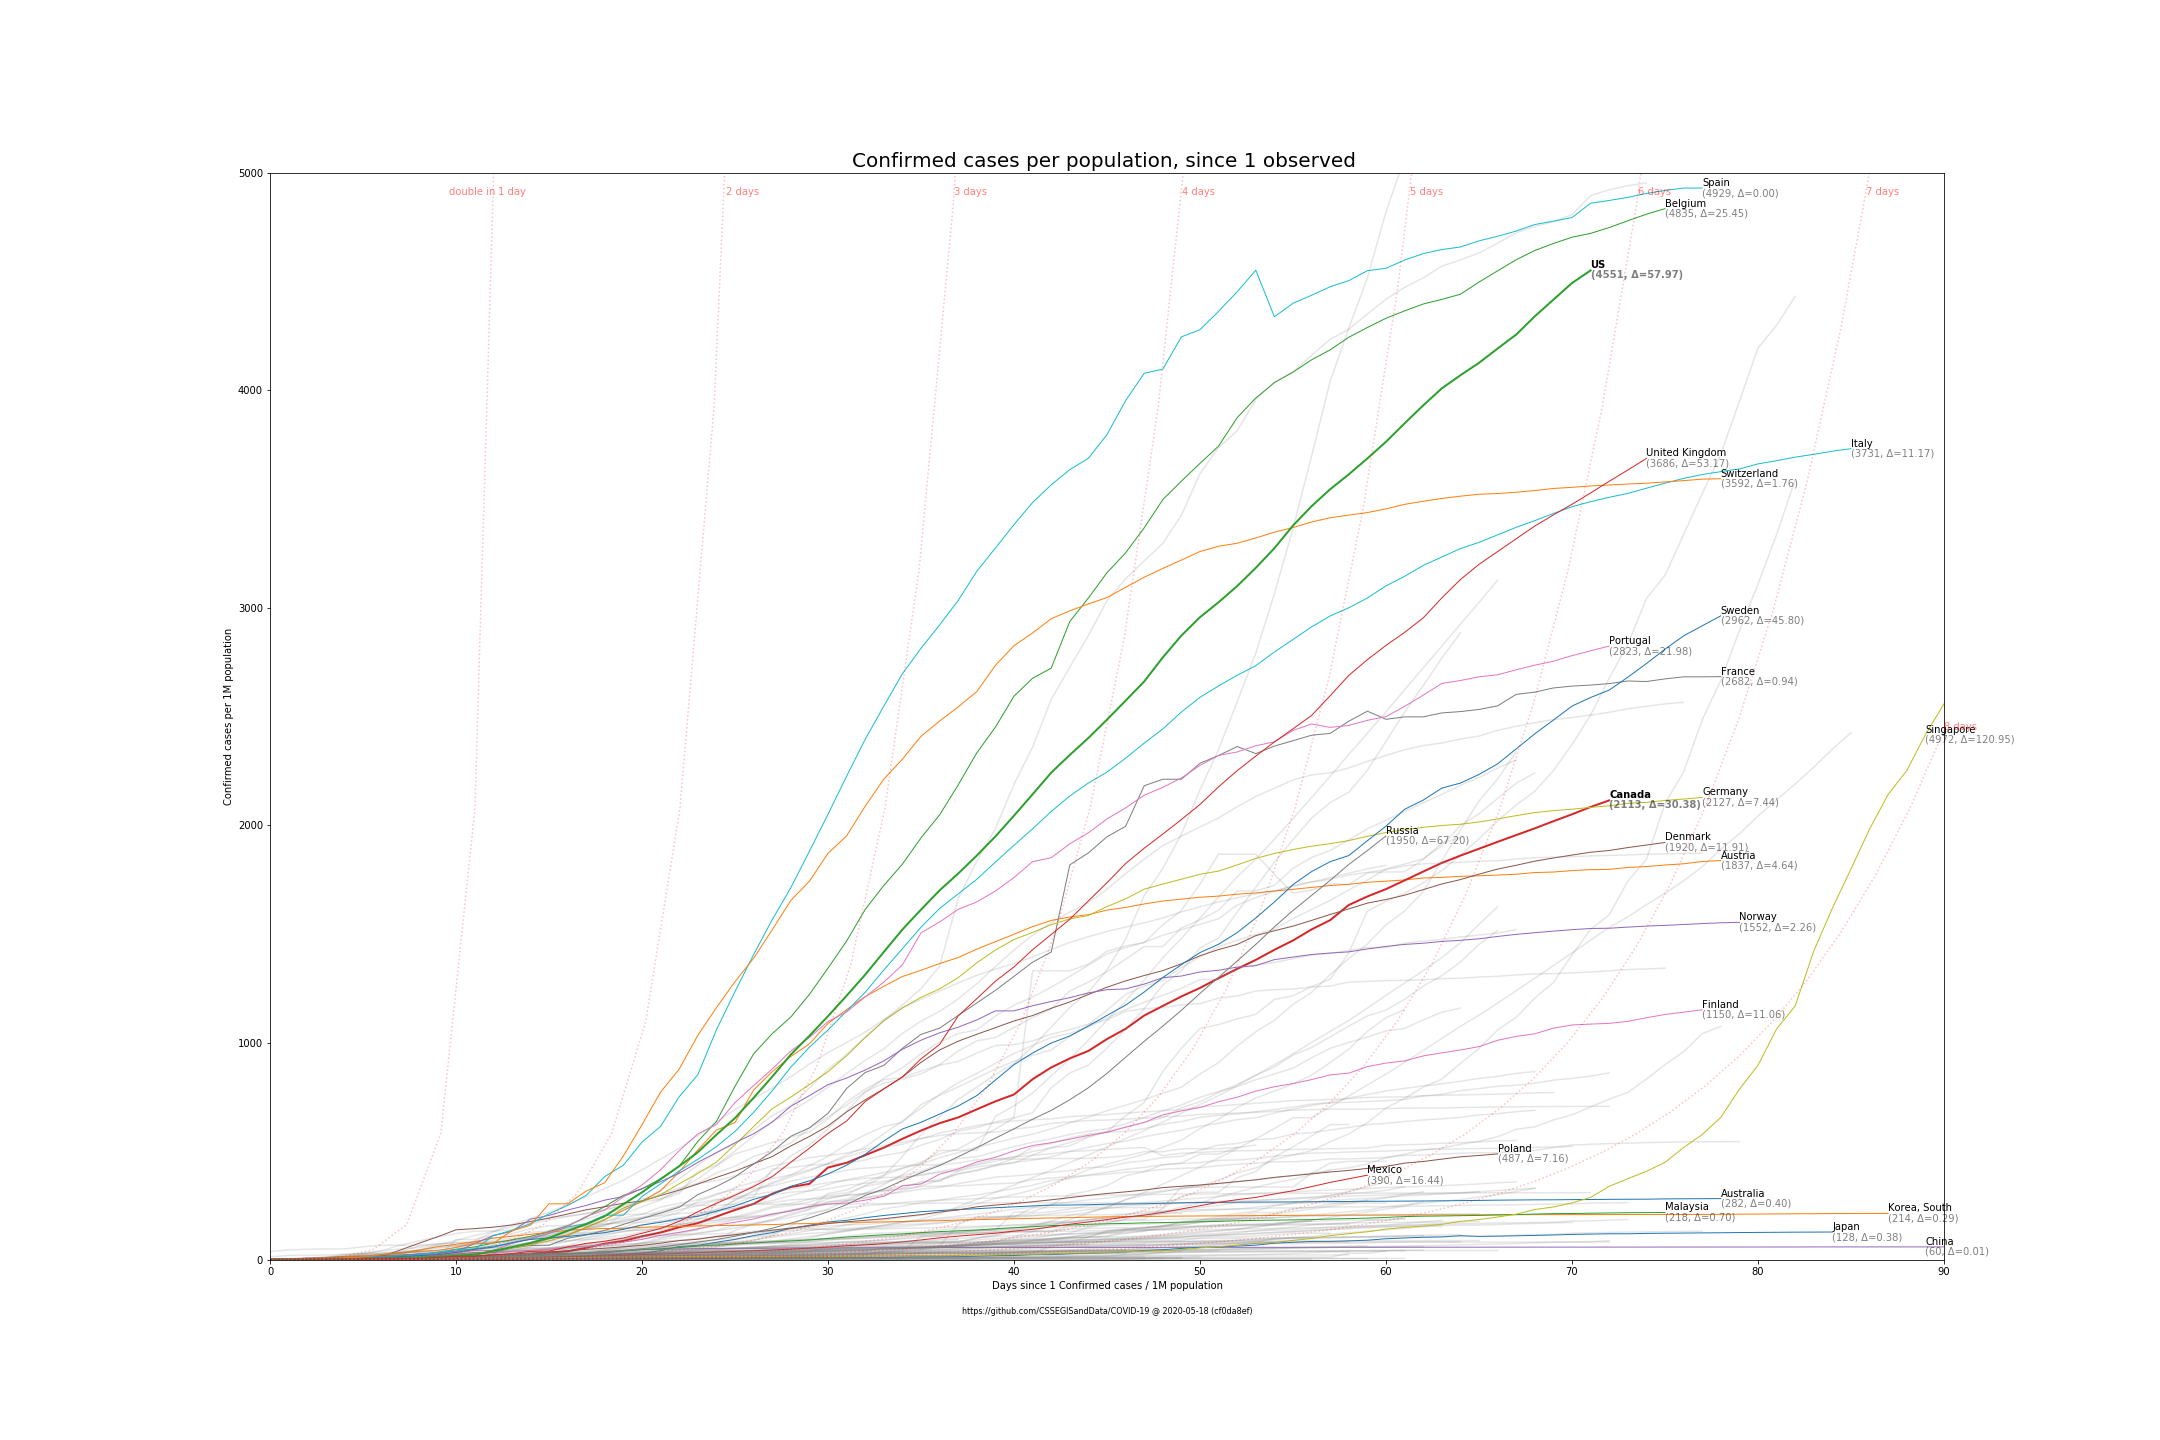 Confirmed cases per population, since 1 observed
5000
4000
3000
2000
1000
0
Confirmed cases per 1M population
double in 1 day
2 days
3 days
4 days
5 days
6 days
7 days
8 days
Spain
(4929, Δ=0.00)
Belgium
(4835, Δ=25.45)
US
(4551, Δ=57.97)
Italy
(3731, Δ=11.17)
United Kingdom
(3686, Δ=53.17)
Switzerland
(3592, Δ=1.76)
Sweden
(2962, Δ=45.80)
Portugal
(2823, Δ=21.98)
France
(2682, Δ=0.94)
Singapore
(4972, Δ=120.95)
Germany
(2127, Δ=7.44)
Canada
(2113, Δ=30.38)
Russia
(1950, Δ=67.20)
Denmark
(1920, Δ=11.91)
Austria
(1837, Δ=4.64)
Norway
(1552, Δ=2.26)
Finland
(1150, Δ=11.06)
Poland
(487, Δ=7.16)
Mexico
(390, Δ=16.44)
Australia
(282, Δ=0.40)
Malaysia
(218, Δ=0.70)
Korea, South
(214, Δ=0.29)
Japan
(128, Δ=0.38)
China
(60, Δ=0.01)
0 10 20 30 40 50 60 70 80 90
Days since 1 Confirmed cases / 1M population
https://github.com/CSSEGISandData/COVID-19 @ 2020-05-18 (cf0da8ef)